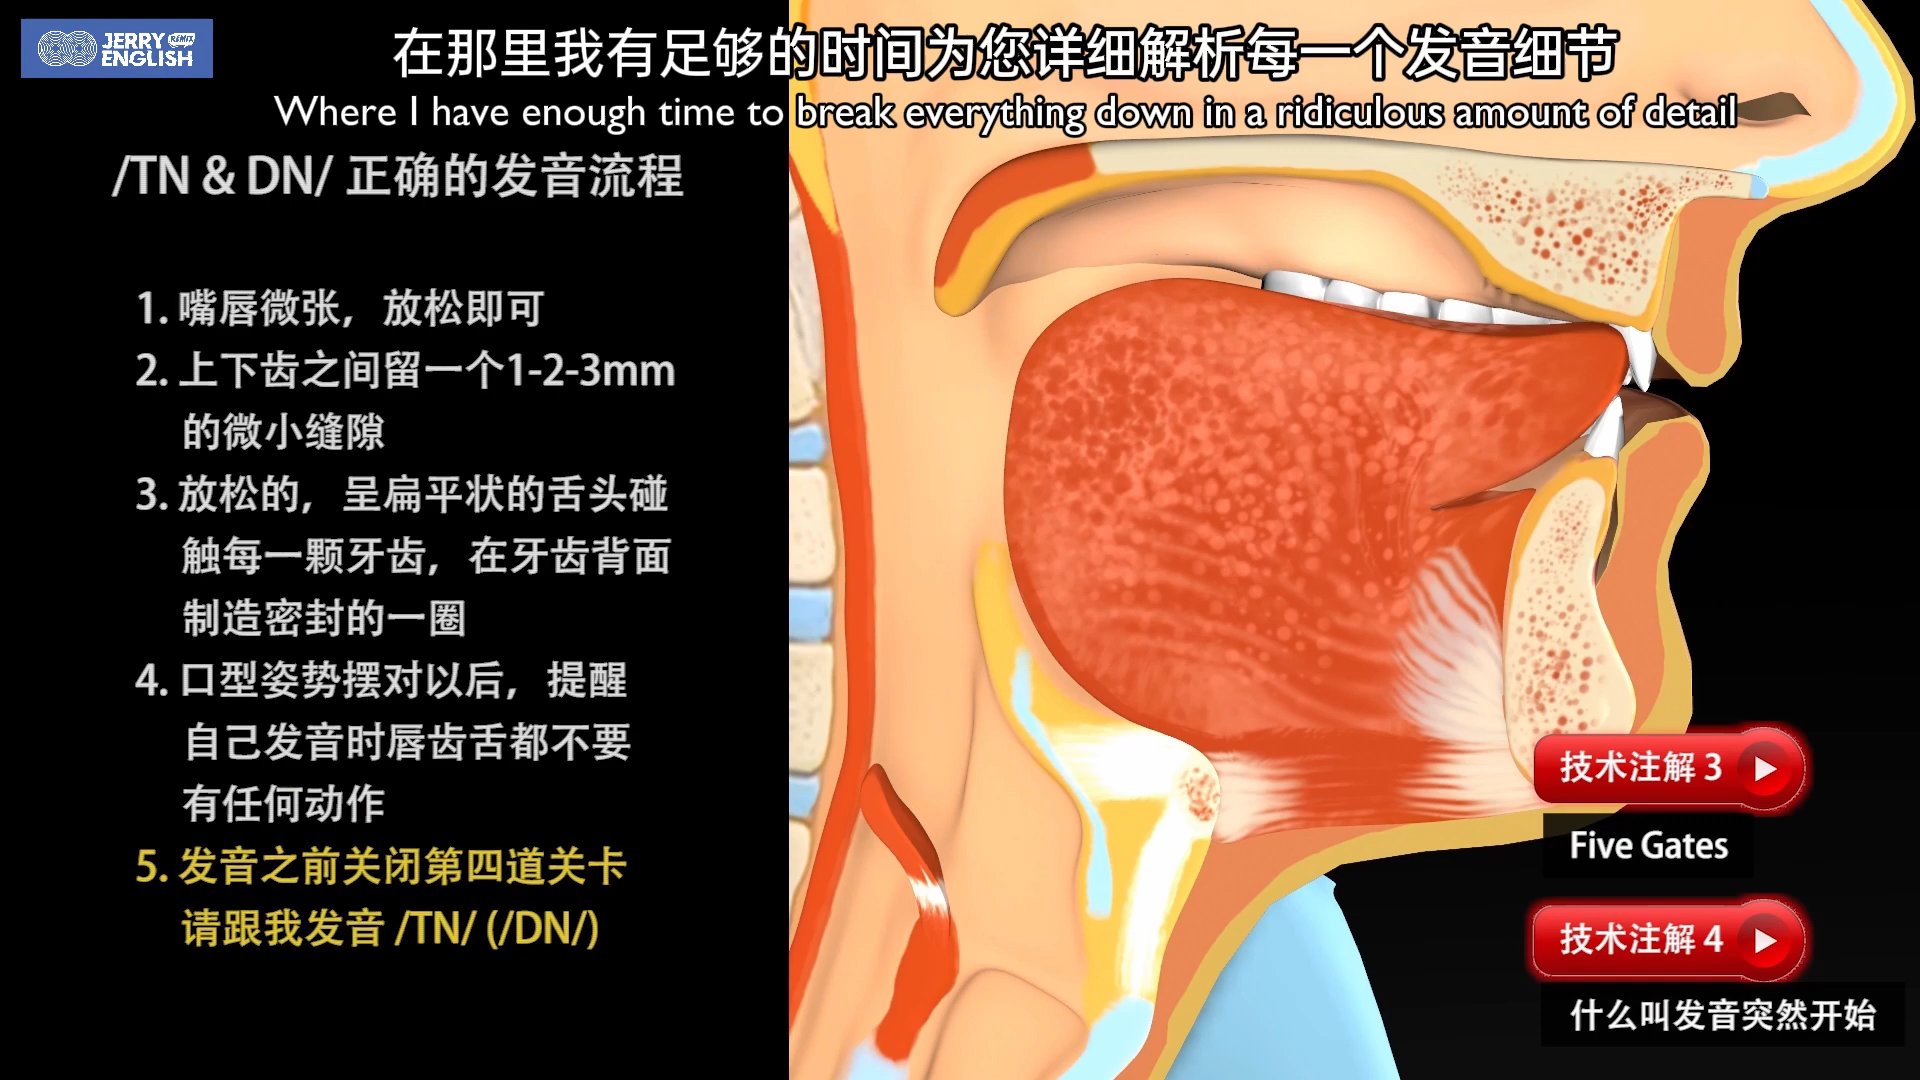 JERRY REMIX
ENGLISH
在那里我有足够的时间为您详细解析每一个发音细节
Where I have enough time to break everything down in a ridiculous amount of detail
/TN & DN/ 正确的发音流程
1. 嘴唇微张，放松即可
2. 上下齿之间留一个1-2-3mm
的微小缝隙
3. 放松的，呈扁平状的舌头碰
触每一颗牙齿，在牙齿背面
制造密封的一圈
4. 口型姿势摆对以后，提醒
自己发音时唇齿舌都不要
有任何动作
5. 发音之前关闭第四道关卡
请跟我发音 /TN/ (/DN/)
技术注解 3
Five Gates
技术注解 4
什么叫发音突然开始